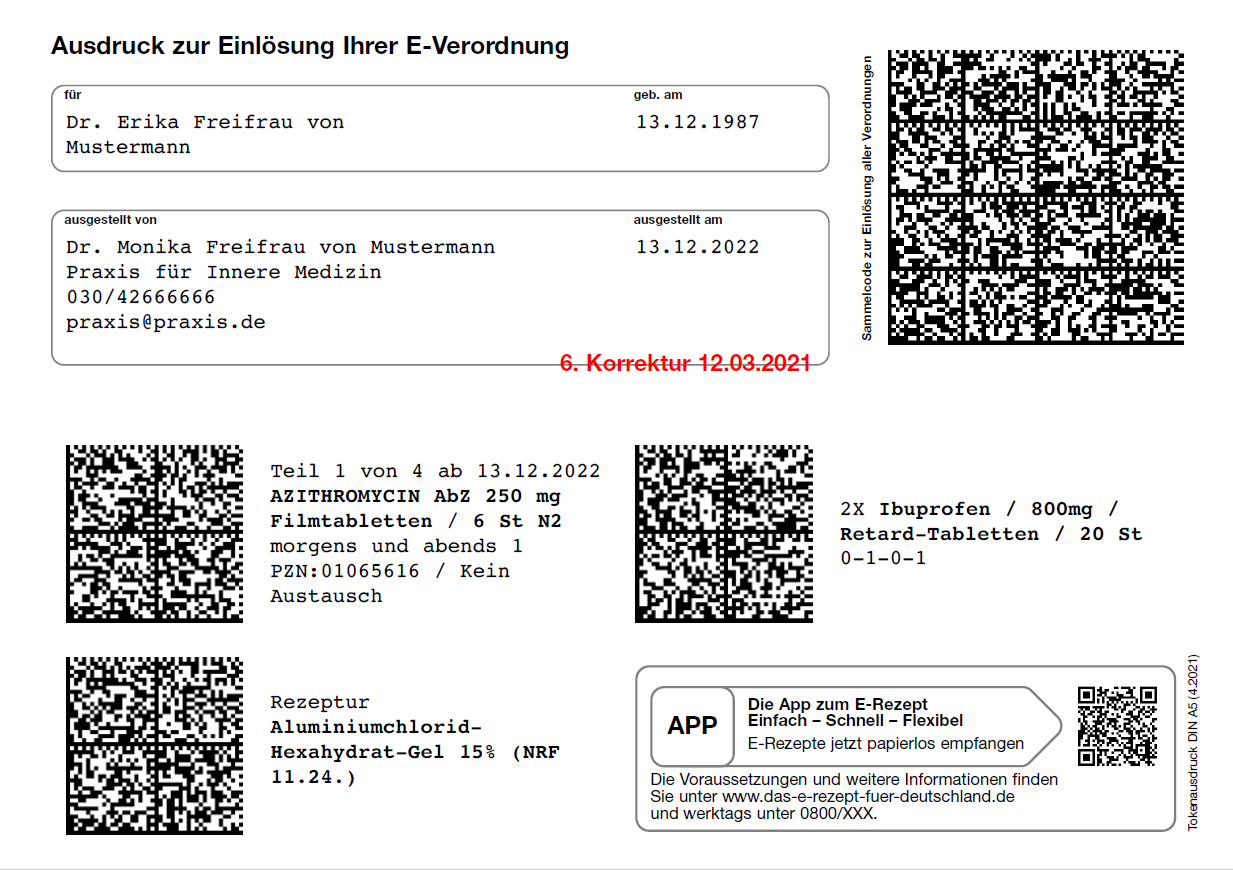 Ausdruck zur Einlösung Ihrer E-Verordnung
für
geb. am
Dr. Erika Freifrau von
Mustermann
13.12.1987
ausgestellt von
ausgestellt am
Dr. Monika Freifrau von Mustermann
13.12.2022
Praxis für Innere Medizin
030/42666666
praxis@praxis.de
6. Korrektur 12.03.2021
Sammelcode zur Einlösung aller Verordnungen
Teil 1 von 4 ab 13.12.2022
AZITHROMYCIN AbZ 250 mg
Filmtabletten / 6 St N2
morgens und abends 1
PZN:01065616 / Kein
Austausch
2X Ibuprofen / 800mg /
Retard-Tabletten / 20 St
0-1-0-1
Rezeptur
Aluminiumchlorid-
Hexahydrat-Gel 15% (NRF
11.24.)
APP
Die App zum E-Rezept
Einfach – Schnell – Flexibel
E-Rezepte jetzt papierlos empfangen
Die Voraussetzungen und weitere Informationen finden
Sie unter www.das-e-rezept-fuer-deutschland.de
und werktags unter 0800/XXX.
Tokenausdruck DIN A5 (4.2021)